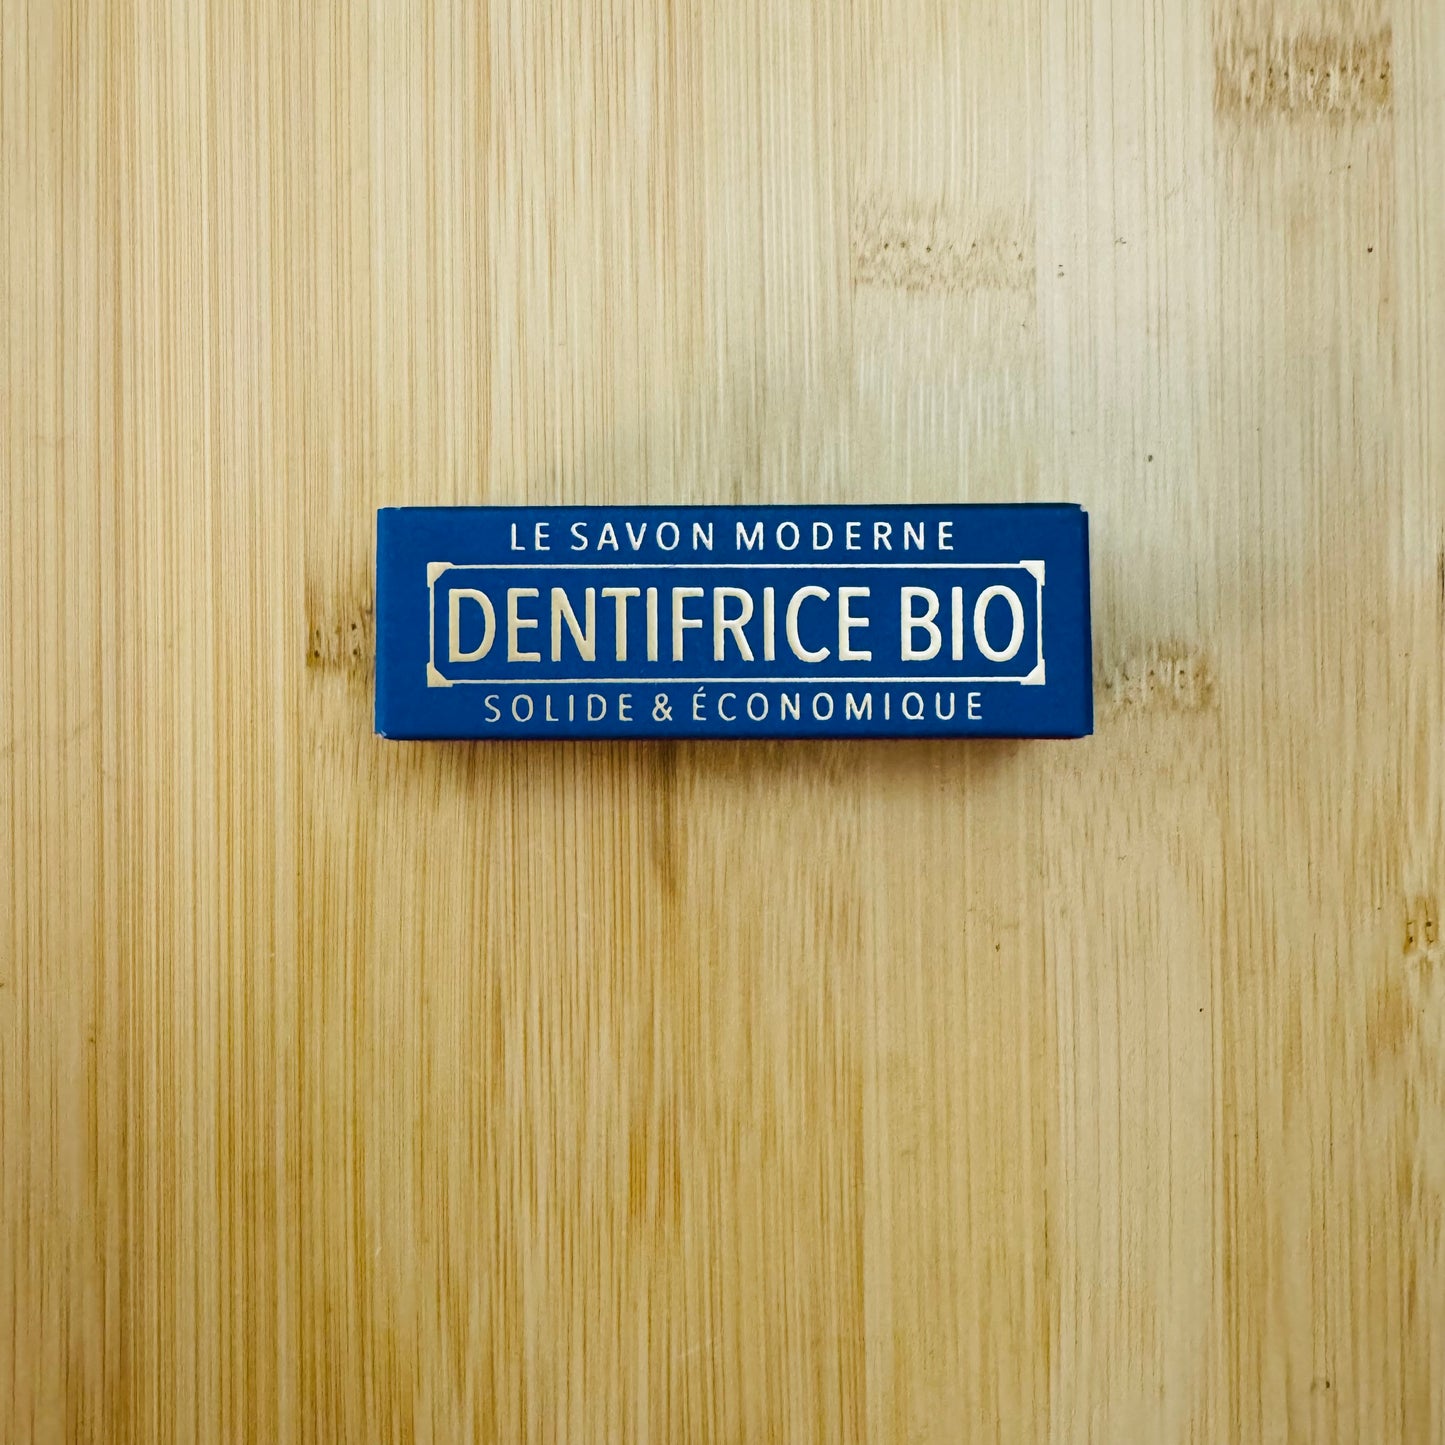 LE SAVON MODERNE
DENTIFRICE BIO
SOLIDE & ÉCONOMIQUE